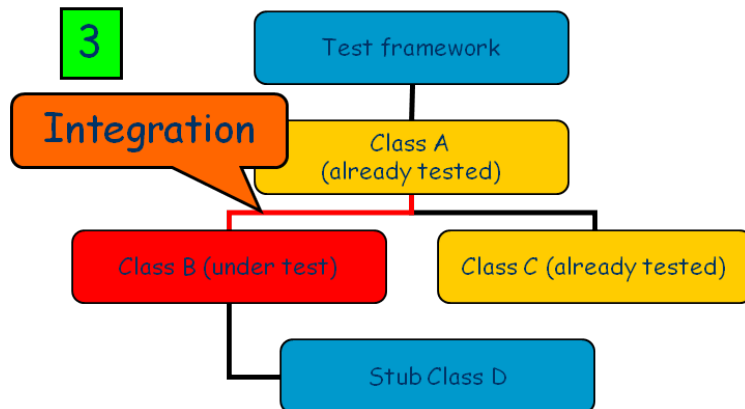 3
Test framework
Integration
Class A
(already tested)
Class B (under test)
Class C (already tested)
Stub Class D